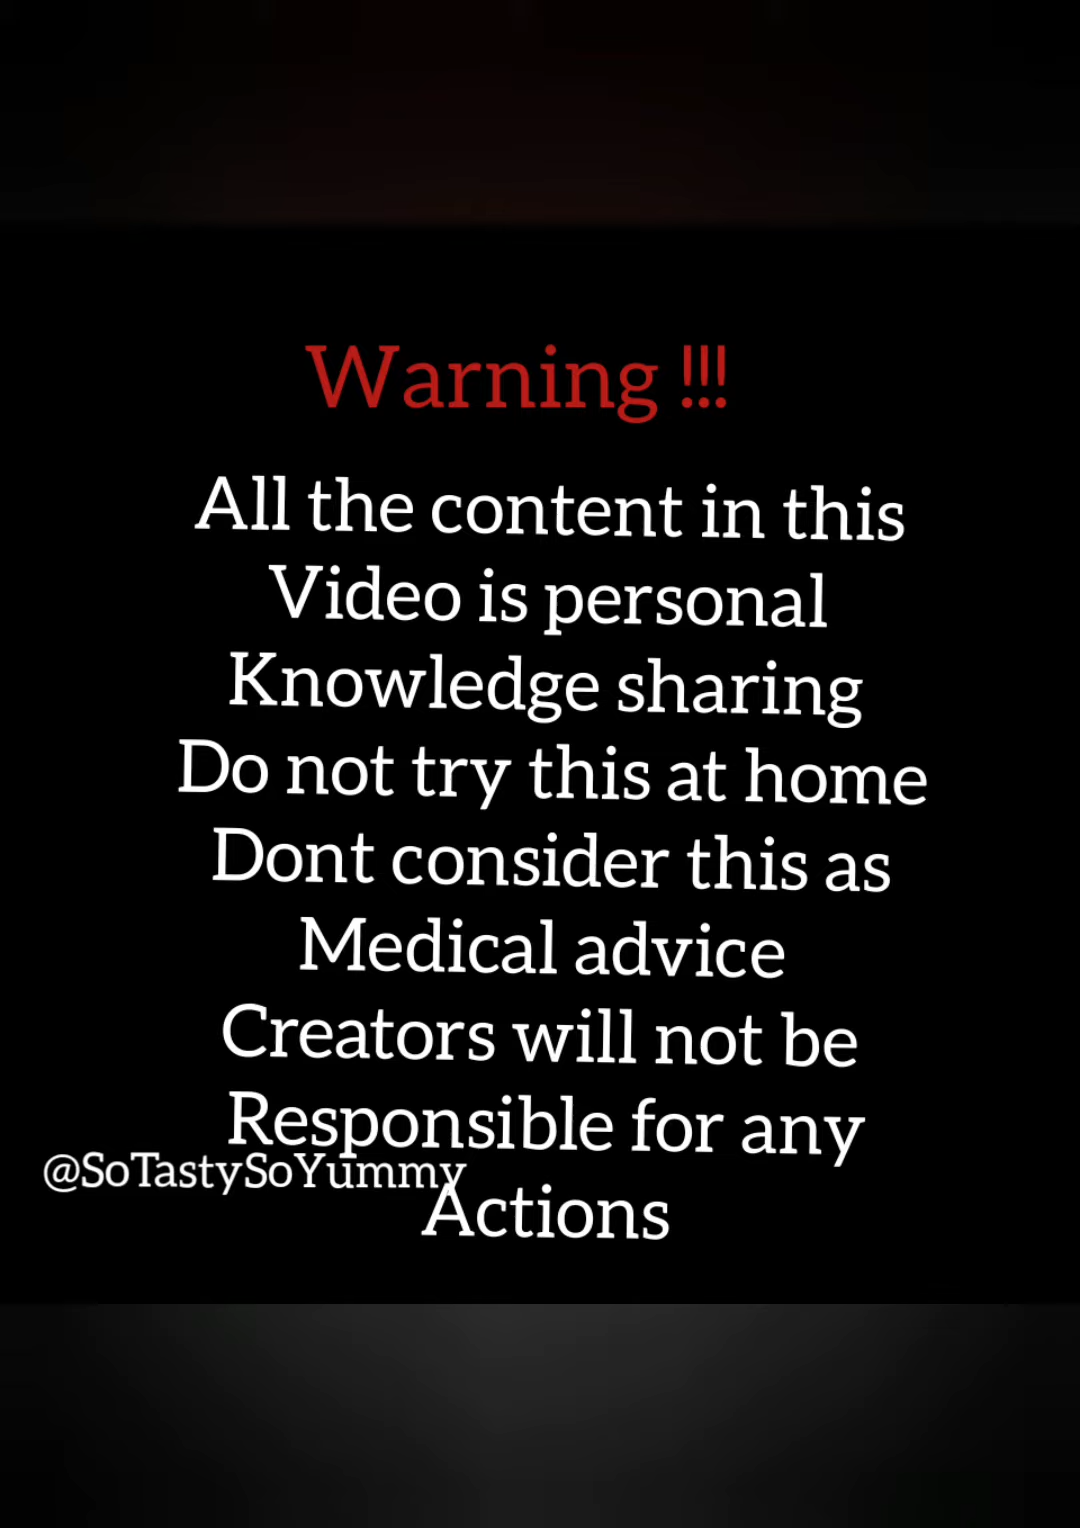 Warning !!!
All the content in this
Video is personal
Knowledge sharing
Do not try this at home
Dont consider this as
Medical advice
Creators will not be
Responsible for any
@SoTastySoYummy
Actions